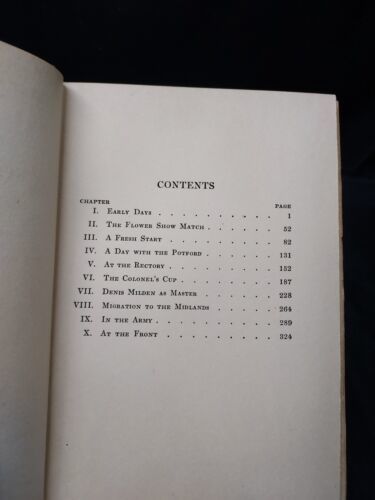 CONTENTS
CHAPTER PAGE
I. Early Days . . . . . . . . . . 1
II. The Flower Show Match . . . . . . 52
III. A Fresh Start . . . . . . . . . 82
IV. A Day with the Potford . . . . . . 131
V. At the Rectory . . . . . . . . 152
VI. The Colonel's Cup . . . . . . . 187
VII. Denis Milden as Master . . . . . . 228
VIII. Migration to the Midlands . . . . . 264
IX. In the Army . . . . . . . . . . 289
X. At the Front . . . . . . . . . 324